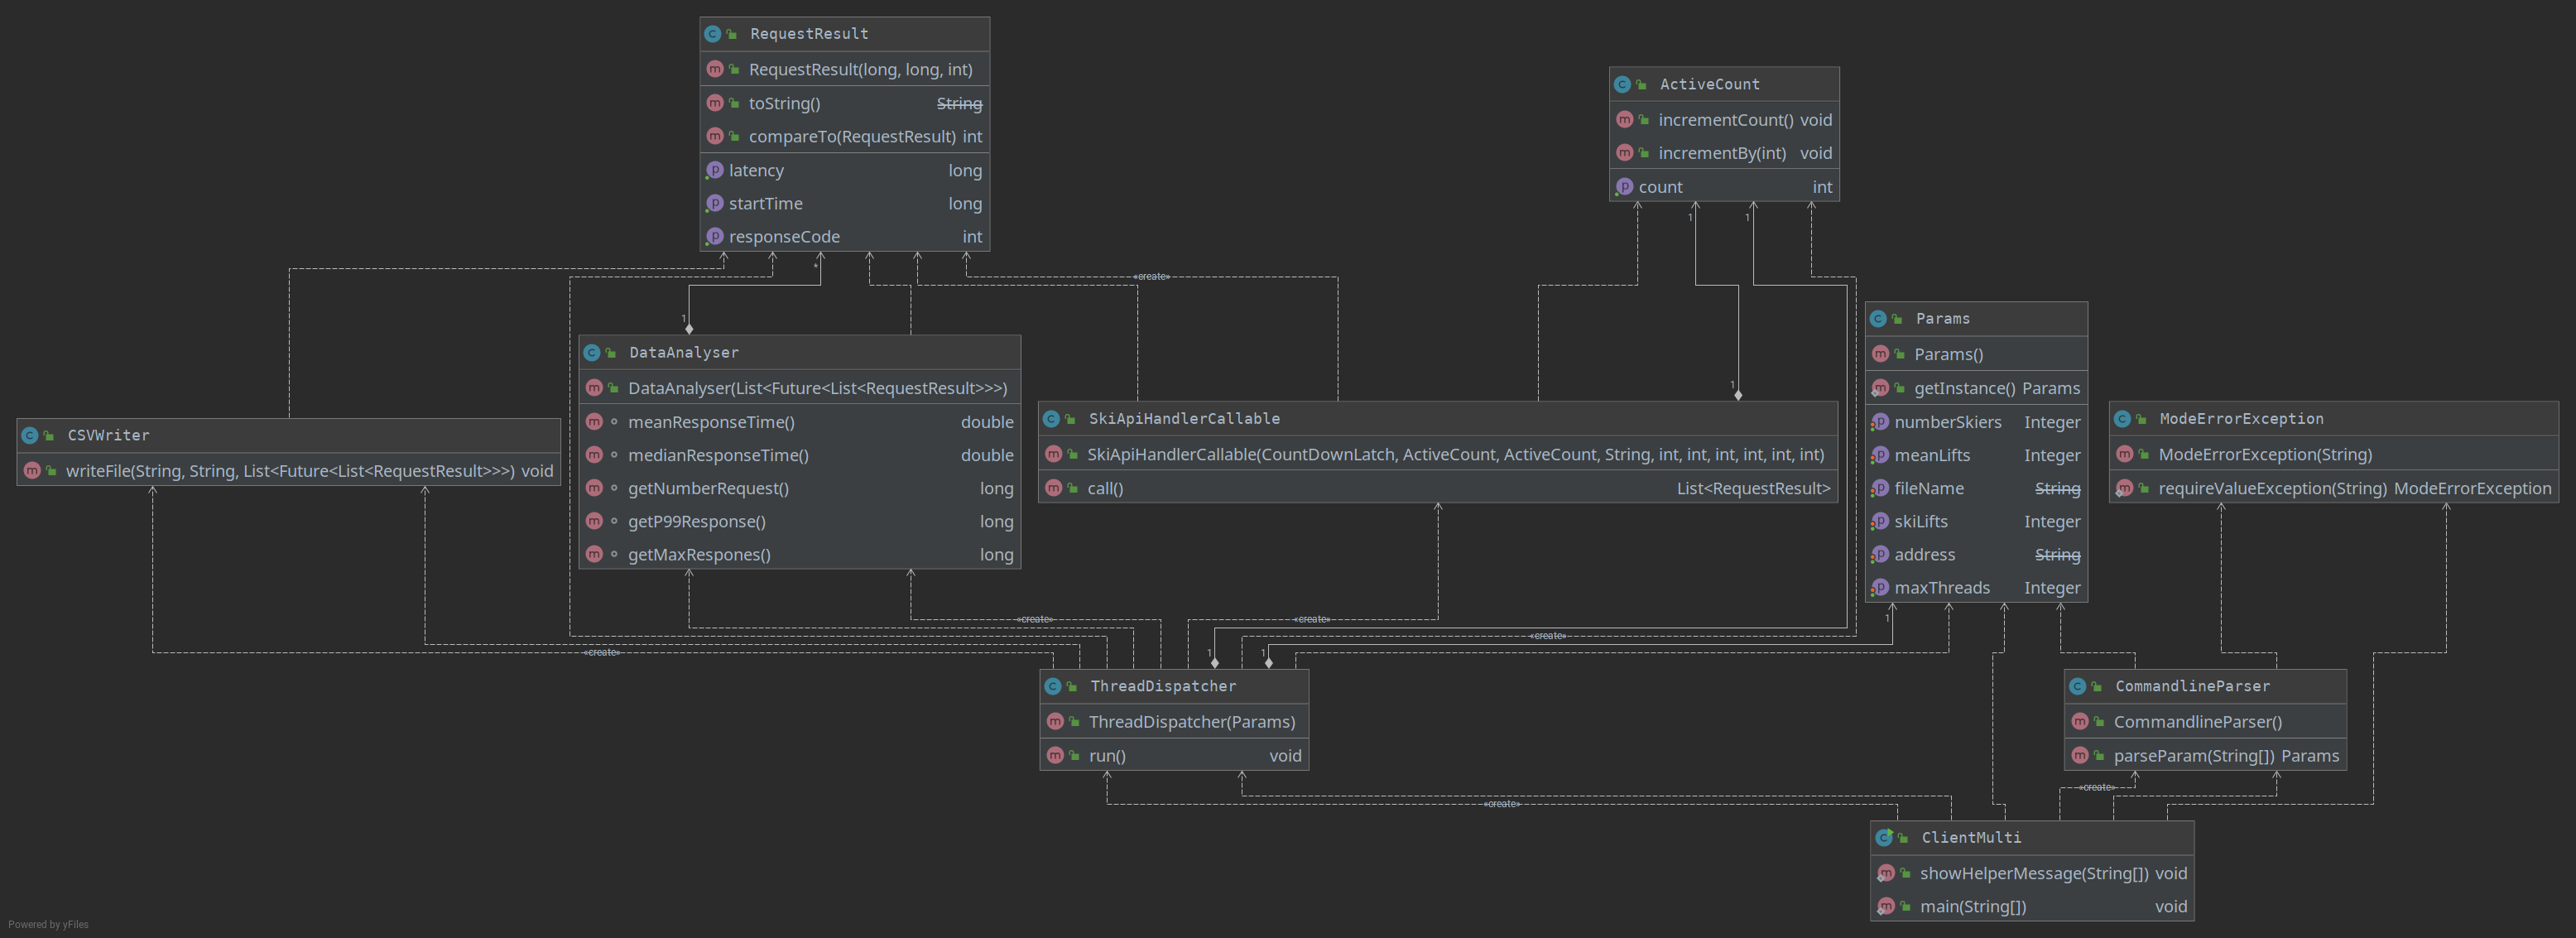 RequestResult
RequestResult(long, long, int)
toString() String
compareTo(RequestResult) int
latency long
startTime long
responseCode int
ActiveCount
incrementCount() void
incrementBy(int) void
count int
*
1
1
«create»
Params
Params()
getInstance() Params
numberSkiers Integer
meanLifts Integer
fileName String
skiLifts Integer
address String
maxThreads Integer
1
1
DataAnalyser
DataAnalyser(List<Future<List<RequestResult>>>)
meanResponseTime() double
medianResponseTime() double
getNumberRequest() long
getP99Response() long
getMaxRespones() long
SkiApiHandlerCallable
SkiApiHandlerCallable(CountDownLatch, ActiveCount, ActiveCount, String, int, int, int, int, int, int)
call() List<RequestResult>
CSVWriter
writeFile(String, String, List<Future<List<RequestResult>>>) void
ModeErrorException
ModeErrorException(String)
requireValueException(String) ModeErrorException
«create»
«create»
1
«create»
«create»
1
1
ThreadDispatcher
ThreadDispatcher(Params)
run() void
CommandlineParser
CommandlineParser()
parseParam(String[]) Params
«create»
«create»
ClientMulti
showHelperMessage(String[]) void
main(String[]) void
Powered by yFiles